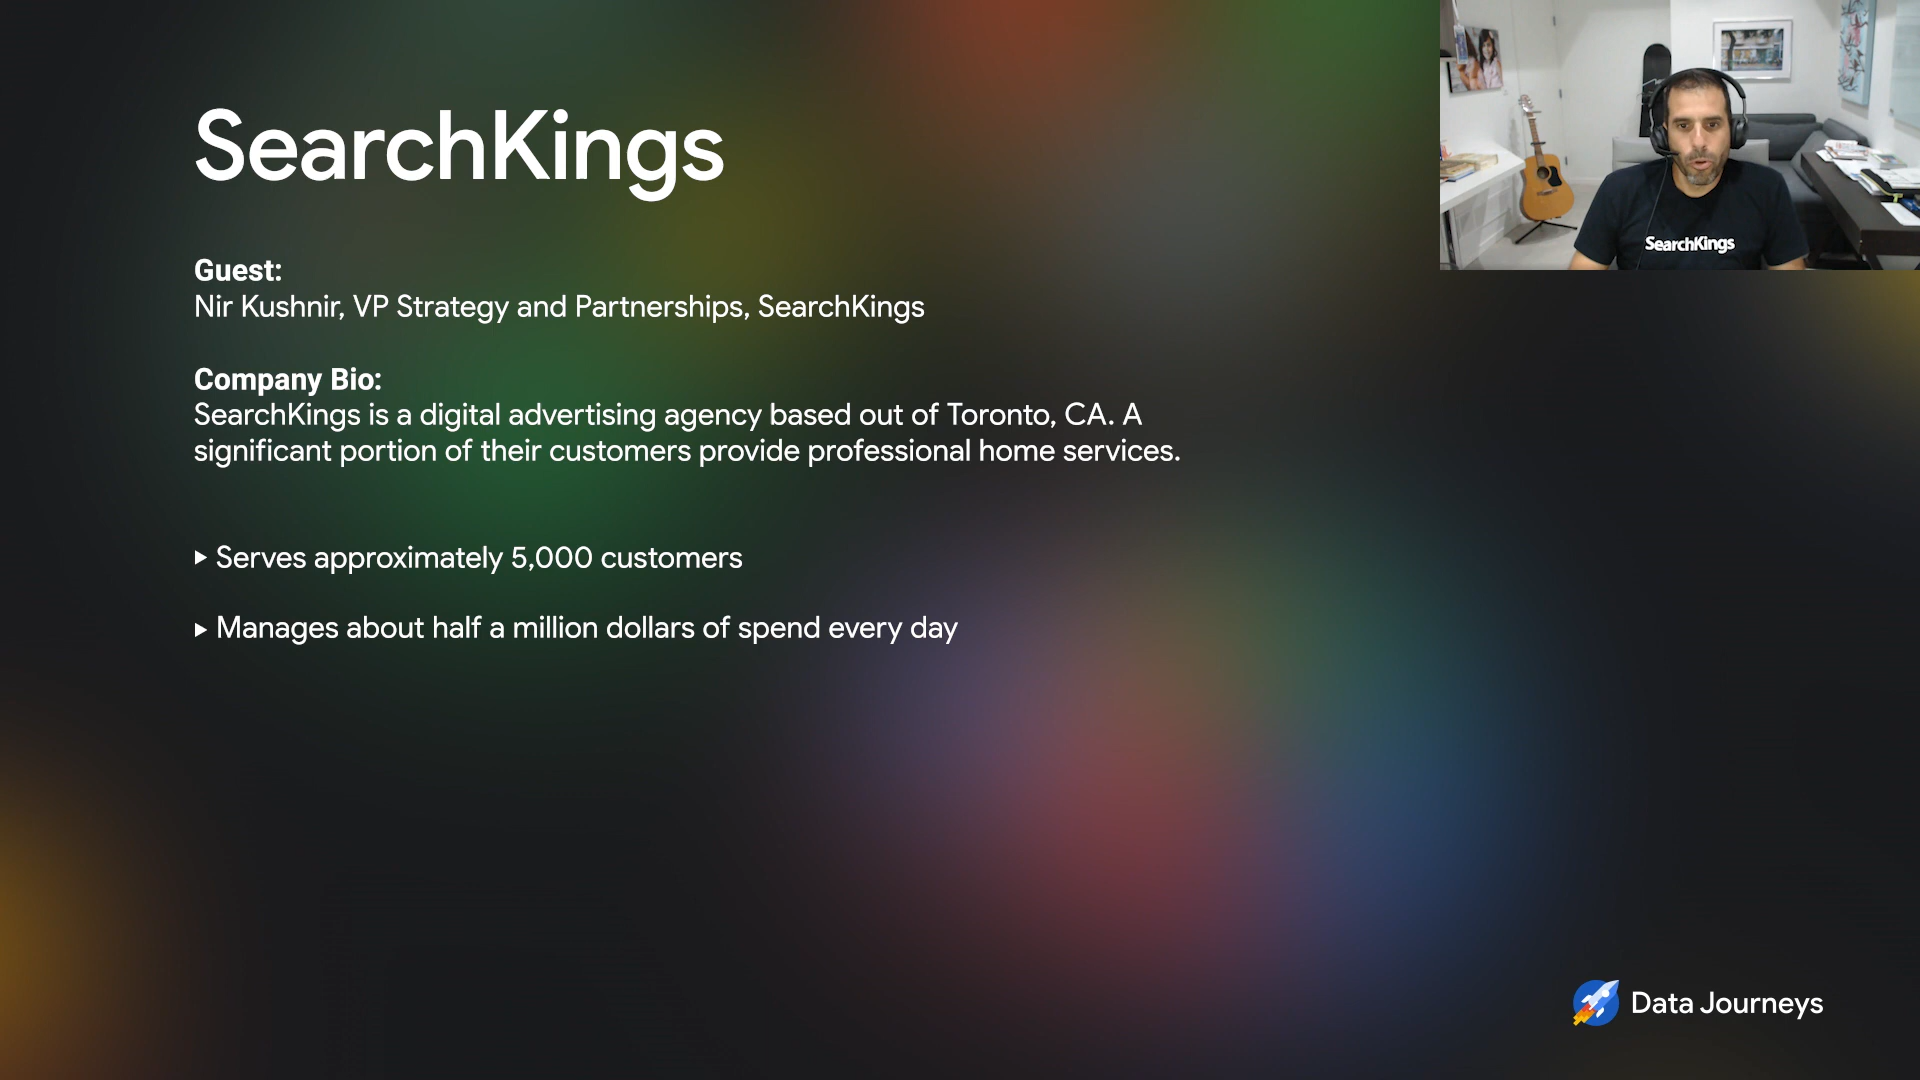 SearchKings
Guest:
Nir Kushnir, VP Strategy and Partnerships, SearchKings
Company Bio:
SearchKings is a digital advertising agency based out of Toronto, CA. A
significant portion of their customers provide professional home services.
▶ Serves approximately 5,000 customers
▶ Manages about half a million dollars of spend every day
SearchKings
Data Journeys